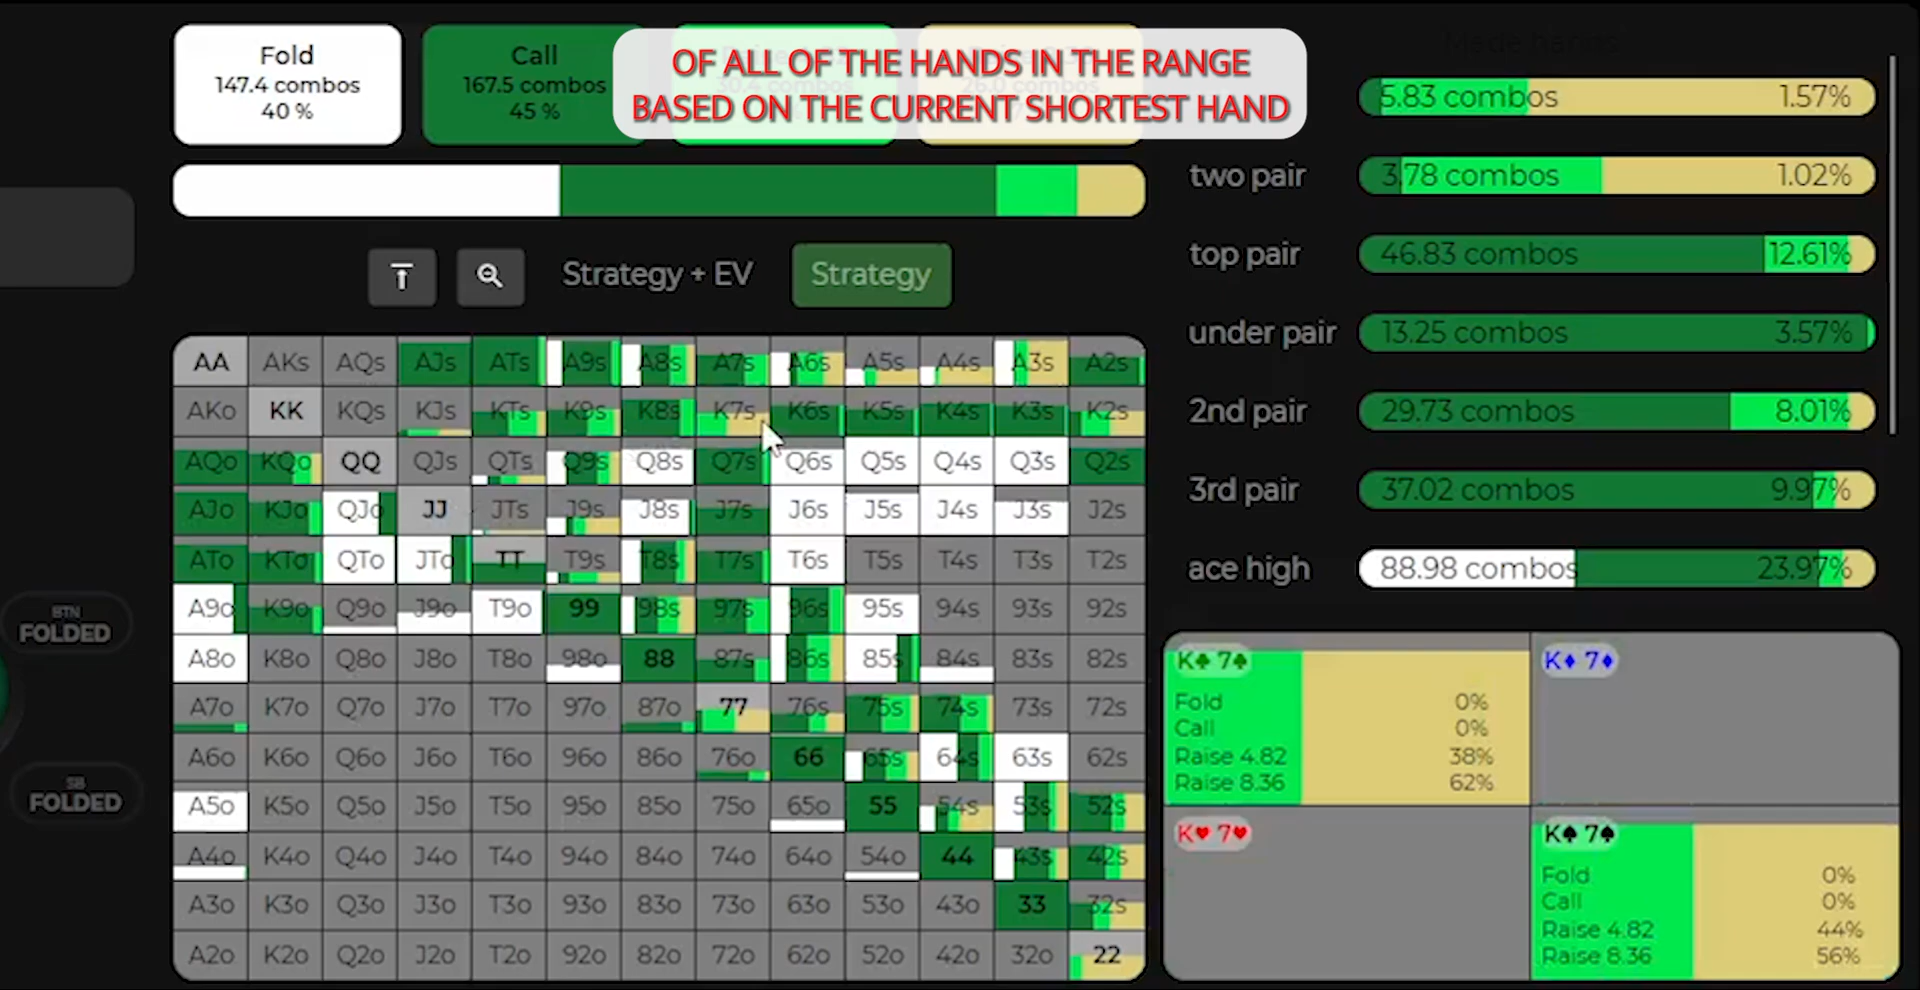 Fold
147.4 combos
40 %
Call
167.5 combos
45 %
OF ALL OF THE HANDS IN THE RANGE
BASED ON THE CURRENT SHORTEST HAND
Made hands
5.83 combos 1.57%
two pair 3.78 combos 1.02%
top pair 46.83 combos 12.61%
under pair 13.25 combos 3.57%
2nd pair 29.73 combos 8.01%
3rd pair 37.02 combos 9.97%
ace high 88.98 combos 23.97%
Strategy + EV Strategy
AA AKs AQs AJs ATs A9s A8s A7s A6s A5s A4s A3s A2s
AKo KK KQs KJs KTs K9s K8s K7s K6s K5s K4s K3s K2s
AQo KQo QQ QJs QTs Q9s Q8s Q7s Q6s Q5s Q4s Q3s Q2s
AJo KJo QJo JJ JTs J9s J8s J7s J6s J5s J4s J3s J2s
ATo KTo QTo JTo TT T9s T8s T7s T6s T5s T4s T3s T2s
A9o K9o Q9o J9o T9o 99 98s 97s 96s 95s 94s 93s 92s
A8o K8o Q8o J8o T8o 98o 88 87s 86s 85s 84s 83s 82s
A7o K7o Q7o J7o T7o 97o 87o 77 76s 75s 74s 73s 72s
A6o K6o Q6o J6o T6o 96o 86o 76o 66 65s 64s 63s 62s
A5o K5o Q5o J5o T5o 95o 85o 75o 65o 55 54s 53s 52s
A4o K4o Q4o J4o T4o 94o 84o 74o 64o 54o 44 43s 42s
A3o K3o Q3o J3o T3o 93o 83o 73o 63o 53o 43o 33 32s
A2o K2o Q2o J2o T2o 92o 82o 72o 62o 52o 42o 32o 22
BTN
FOLDED
SB
FOLDED
K♣ 7♣
Fold 0%
Call 0%
Raise 4.82 38%
Raise 8.36 62%
K♦ 7♦
K♥ 7♥
K♠ 7♠
Fold 0%
Call 0%
Raise 4.82 44%
Raise 8.36 56%